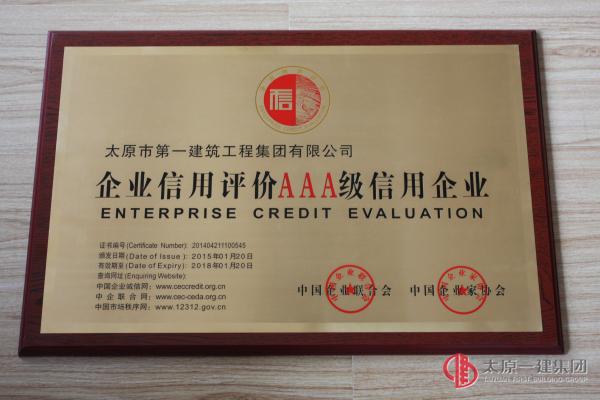 信
太原市第一建筑工程集团有限公司
企业信用评价AAA级信用企业
ENTERPRISE CREDIT EVALUATION
证书编号(Certificate Number): 201404211100545
颁发日期(Date of Issue): 2015年01月20日
有效期至(Date of Expiry): 2018年01月20日
查询网址(Enquiring Website):
中国企业诚信网: www.ceccredit.org.cn
中企联合网: www.cec-ceda.org.cn
中国市场秩序网: www.12312.gov.cn
中国企业联合会 中国企业家协会
太原一建集团
TAIYUAN FIRST BUILDING GROUP